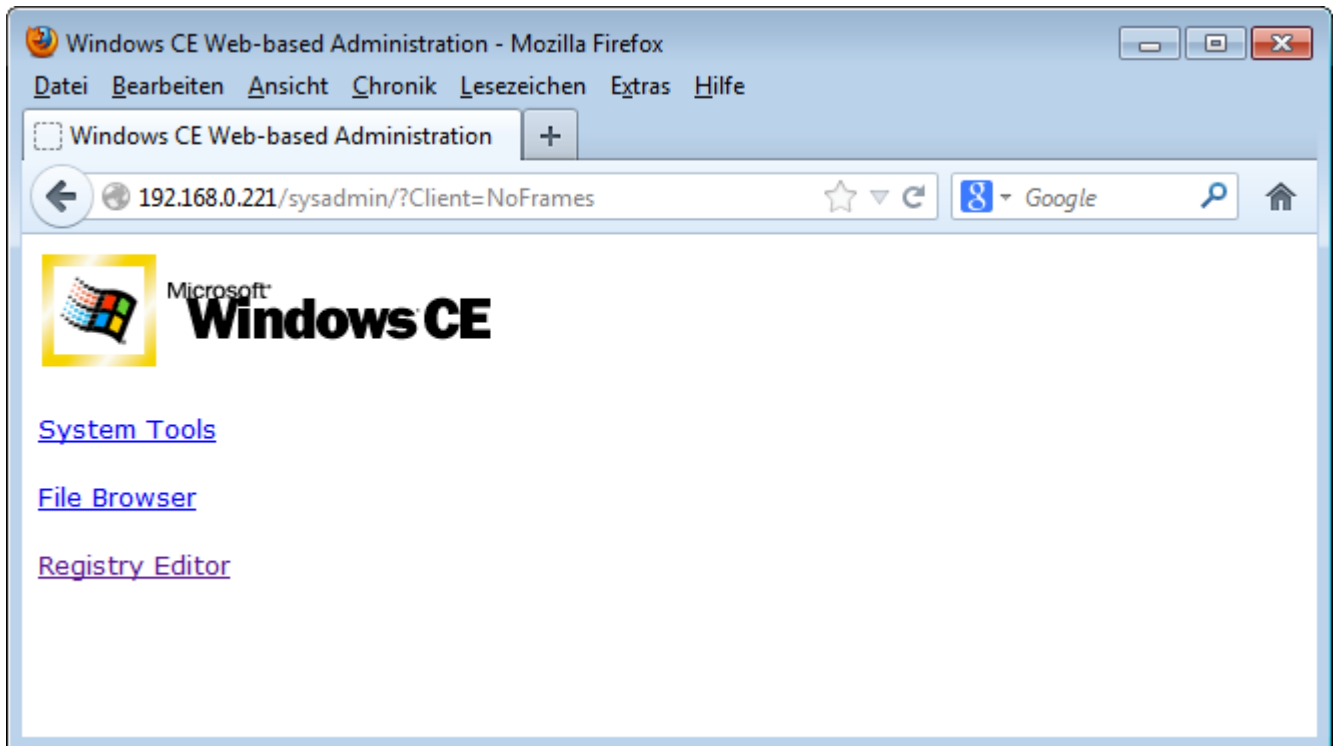 Windows CE Web-based Administration - Mozilla Firefox
Datei Bearbeiten Ansicht Chronik Lesezeichen Extras Hilfe
Windows CE Web-based Administration
192.168.0.221/sysadmin/?Client=NoFrames Google
Microsoft
Windows CE
System Tools
File Browser
Registry Editor